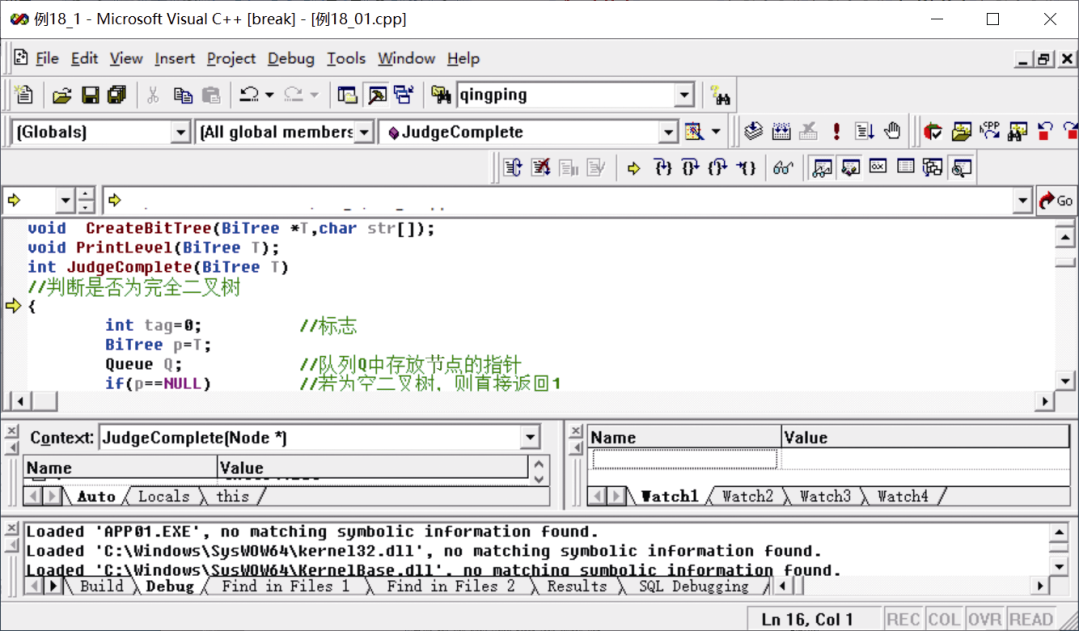 例18_1 - Microsoft Visual C++ [break] - [例18_01.cpp]
File Edit View Insert Project Debug Tools Window Help
qingping
(Globals) (All global members JudgeComplete
Go
void CreateBitTree(BiTree *T,char str[]);
void PrintLevel(BiTree T);
int JudgeComplete(BiTree T)
//判断是否为完全二叉树
{
int tag=0; //标志
BiTree p=T;
Queue Q; //队列Q中存放节点的指针
if(p==NULL) //若为空二叉树，则直接返回1
Context: JudgeComplete(Node *)
Name Value
Auto Locals this
Name Value
Watch1 Watch2 Watch3 Watch4
Loaded 'APP01.EXE', no matching symbolic information found.
Loaded 'C:\Windows\SysWOW64\kernel32.dll', no matching symbolic information found.
Loaded 'C:\Windows\SysWOW64\KernelBase.dll', no matching symbolic information found.
Build Debug Find in Files 1 Find in Files 2 Results SQL Debugging
Ln 16, Col 1 REC COL OVR READ